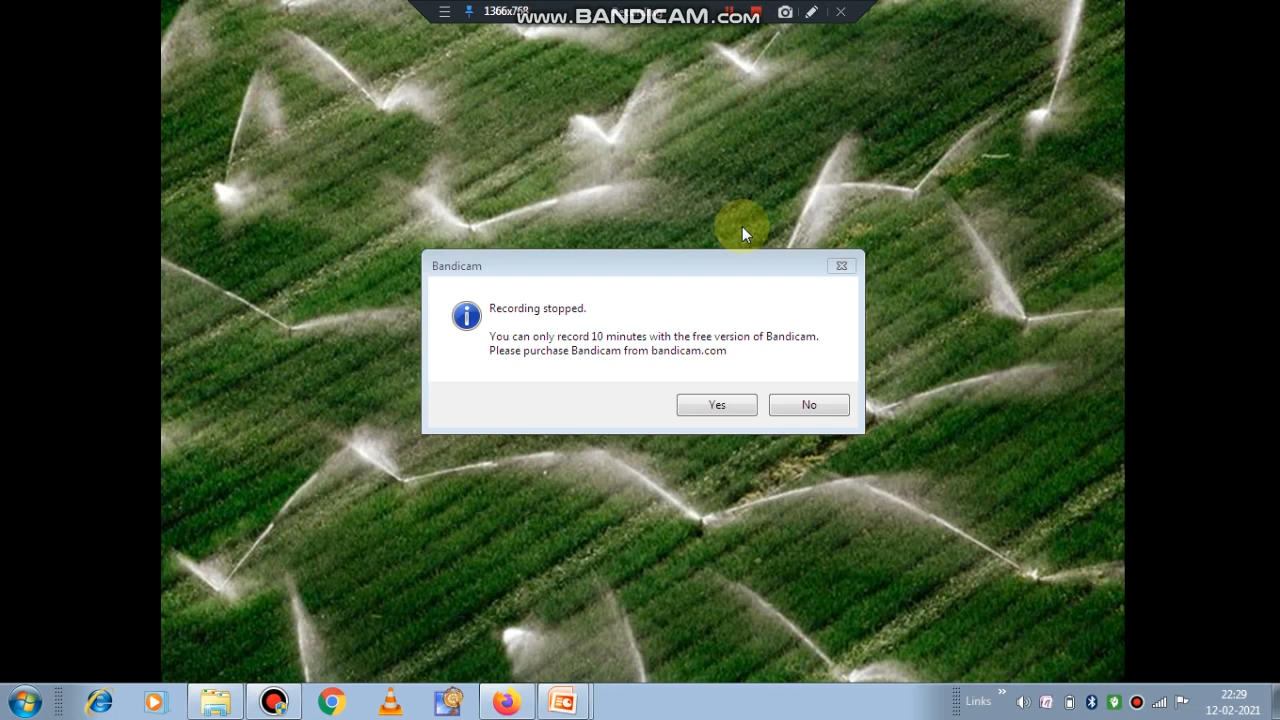 1366x768
www.BANDICAM.com
Bandicam
Recording stopped.
You can only record 10 minutes with the free version of Bandicam.
Please purchase Bandicam from bandicam.com
Yes
No
Links
22:29
12-02-2021